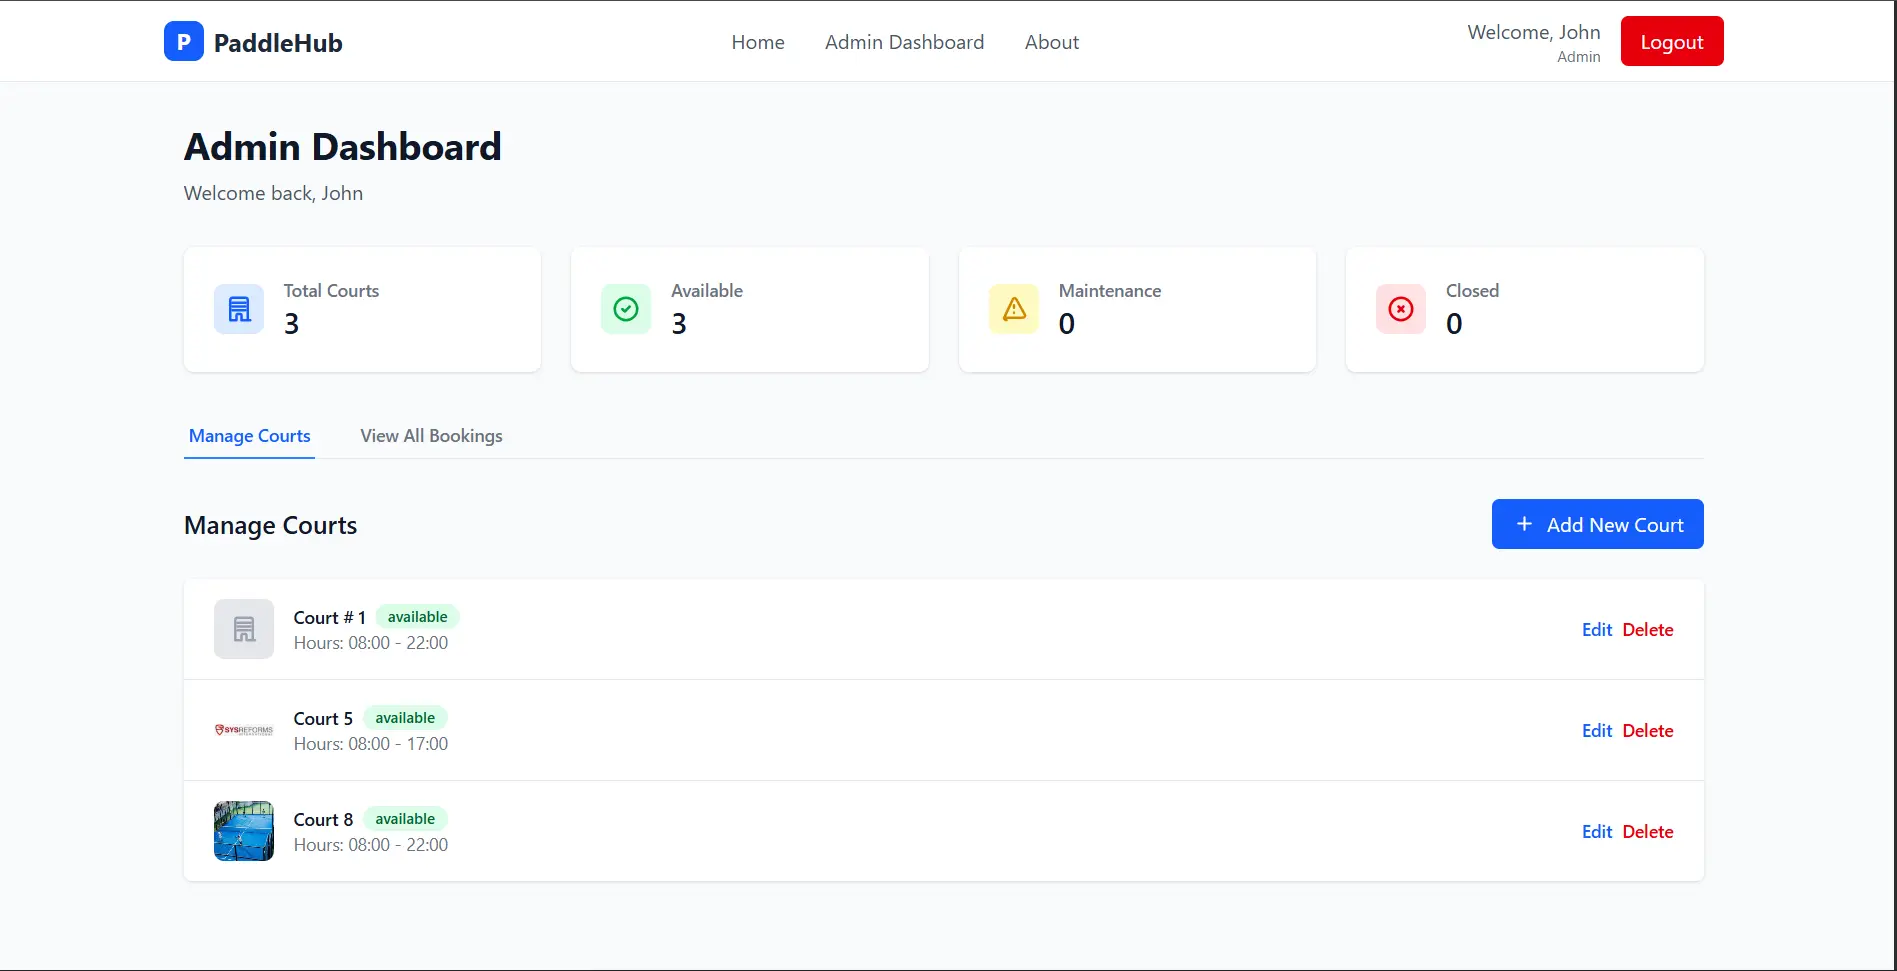 P PaddleHub
Home Admin Dashboard About
Welcome, John
Admin
Logout
Admin Dashboard
Welcome back, John
Total Courts
3
Available
3
Maintenance
0
Closed
0
Manage Courts View All Bookings
Manage Courts
+ Add New Court
Court # 1 available
Hours: 08:00 - 22:00
Edit Delete
SYSREFORMS
INTERNATIONAL
Court 5 available
Hours: 08:00 - 17:00
Edit Delete
Court 8 available
Hours: 08:00 - 22:00
Edit Delete